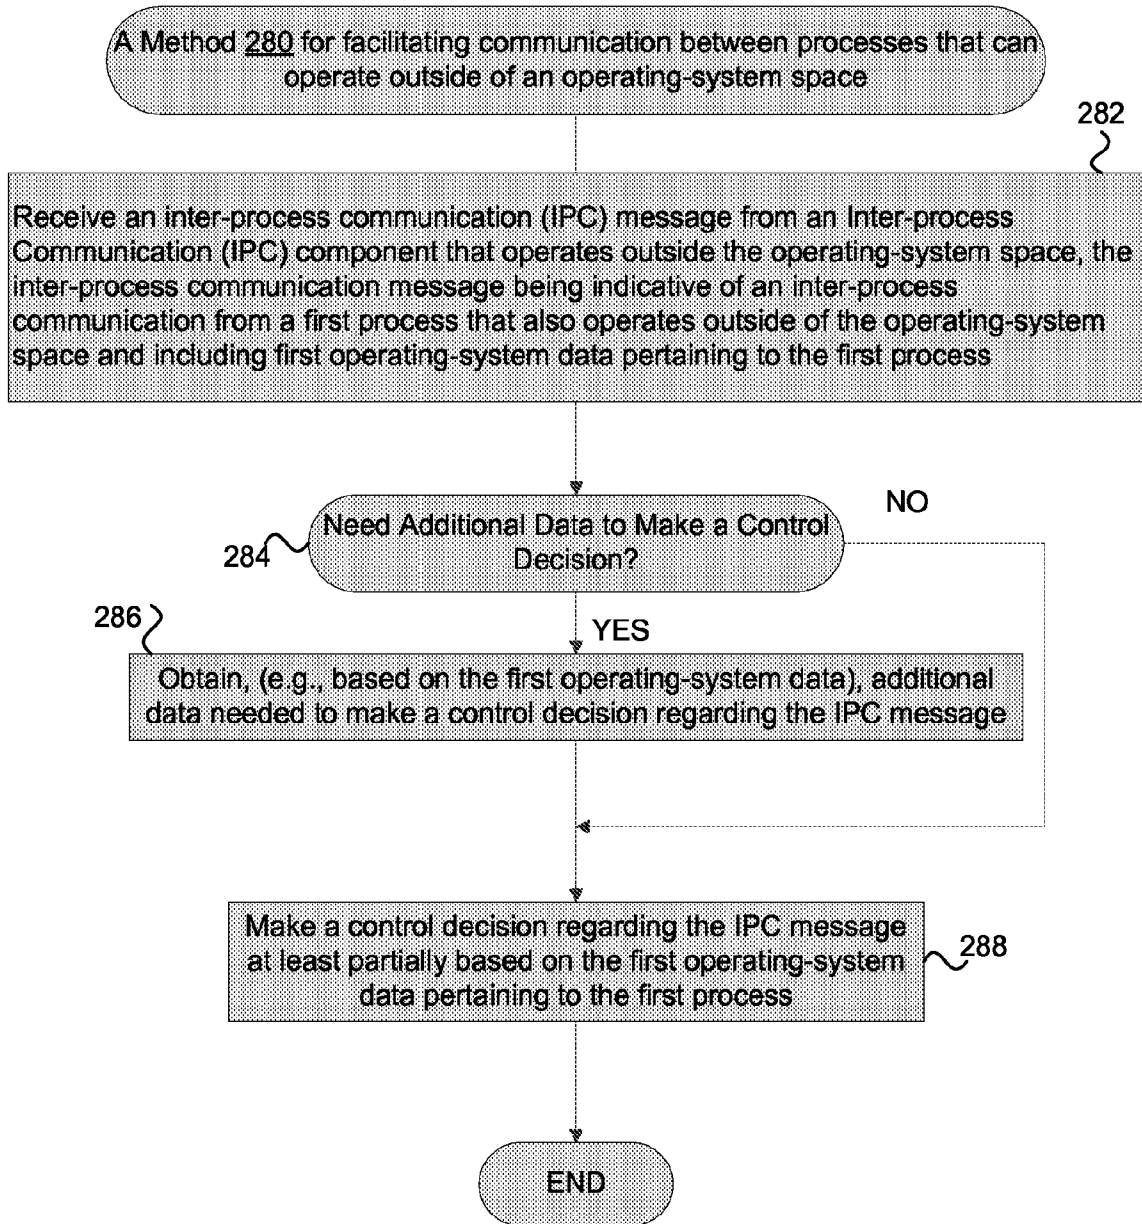 A Method 280 for facilitating communication between processes that can
operate outside of an operating-system space
282
Receive an inter-process communication (IPC) message from an Inter-process
Communication (IPC) component that operates outside the operating-system space, the
inter-process communication message being indicative of an inter-process
communication from a first process that also operates outside of the operating-system
space and including first operating-system data pertaining to the first process
NO
Need Additional Data to Make a Control
Decision?
284
286
YES
Obtain, (e.g., based on the first operating-system data), additional
data needed to make a control decision regarding the IPC message
Make a control decision regarding the IPC message
at least partially based on the first operating-system
data pertaining to the first process
288
END